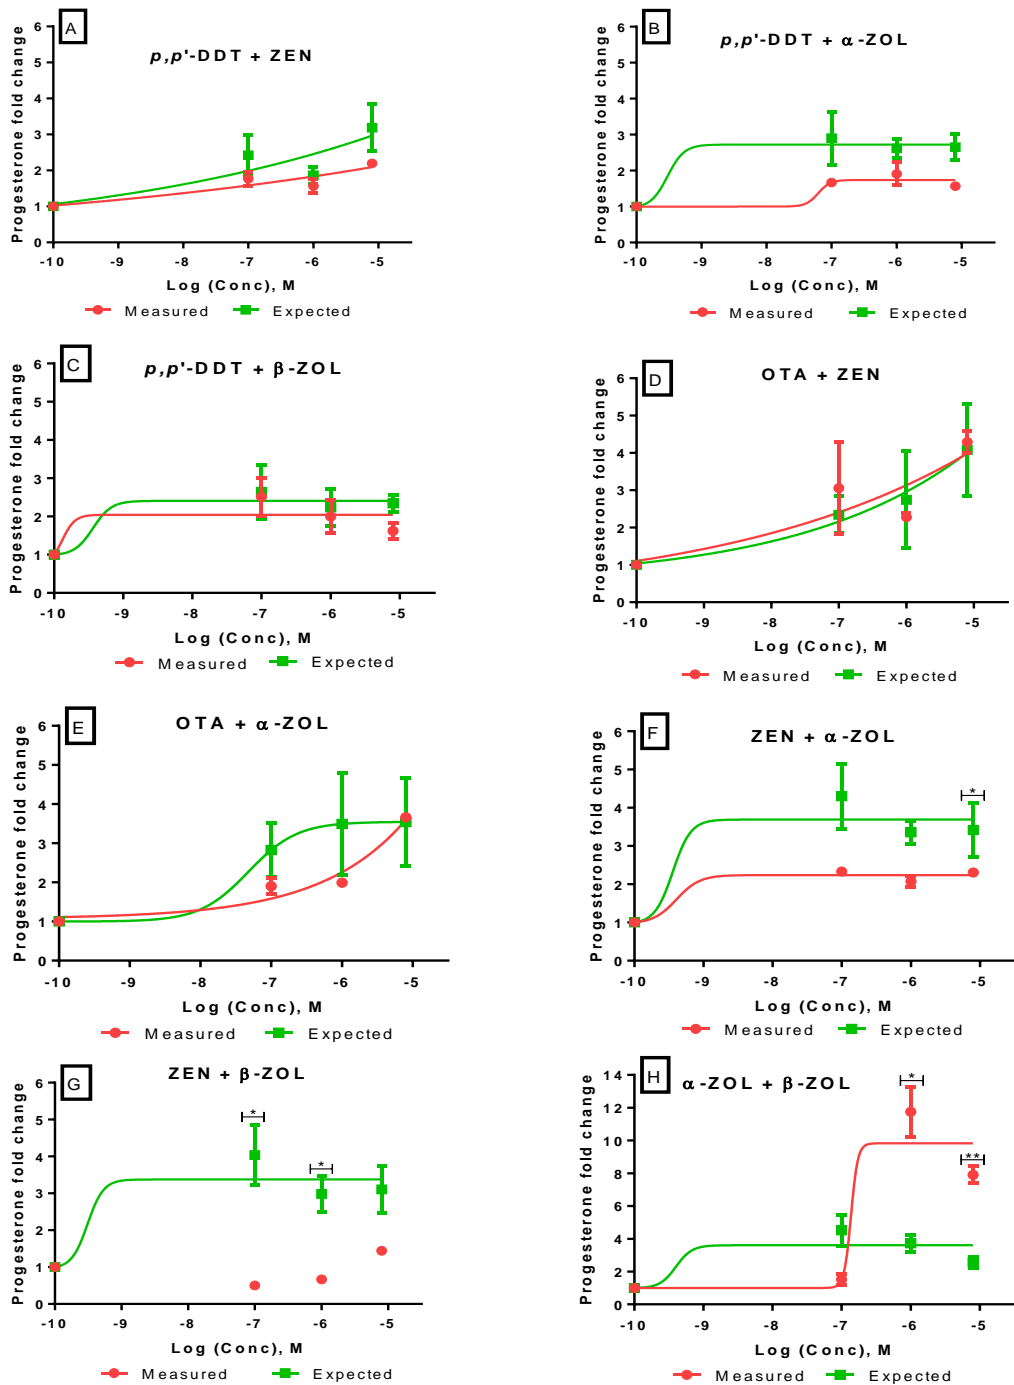 A
p,p'-DDT + ZEN
Progesterone fold change
6
5
4
3
2
1
0
-10 -9 -8 -7 -6 -5
Log (Conc), M
Measured Expected
B
p,p'-DDT + α-ZOL
Progesterone fold change
6
5
4
3
2
1
0
-10 -9 -8 -7 -6 -5
Log (Conc), M
Measured Expected
C
p,p'-DDT + β-ZOL
Progesterone fold change
6
5
4
3
2
1
0
-10 -9 -8 -7 -6 -5
Log (Conc), M
Measured Expected
D
OTA + ZEN
Progesterone fold change
6
5
4
3
2
1
0
-10 -9 -8 -7 -6 -5
Log (Conc), M
Measured Expected
E
OTA + α-ZOL
Progesterone fold change
6
5
4
3
2
1
0
-10 -9 -8 -7 -6 -5
Log (Conc), M
Measured Expected
F
ZEN + α-ZOL
Progesterone fold change
6
5
4
3
2
1
0
*
-10 -9 -8 -7 -6 -5
Log (Conc), M
Measured Expected
G
ZEN + β-ZOL
Progesterone fold change
6
5
4
3
2
1
0
*
*
-10 -9 -8 -7 -6 -5
Log (Conc), M
Measured Expected
H
α-ZOL + β-ZOL
Progesterone fold change
14
12
10
8
6
4
2
0
*
**
-10 -9 -8 -7 -6 -5
Log (Conc), M
Measured Expected